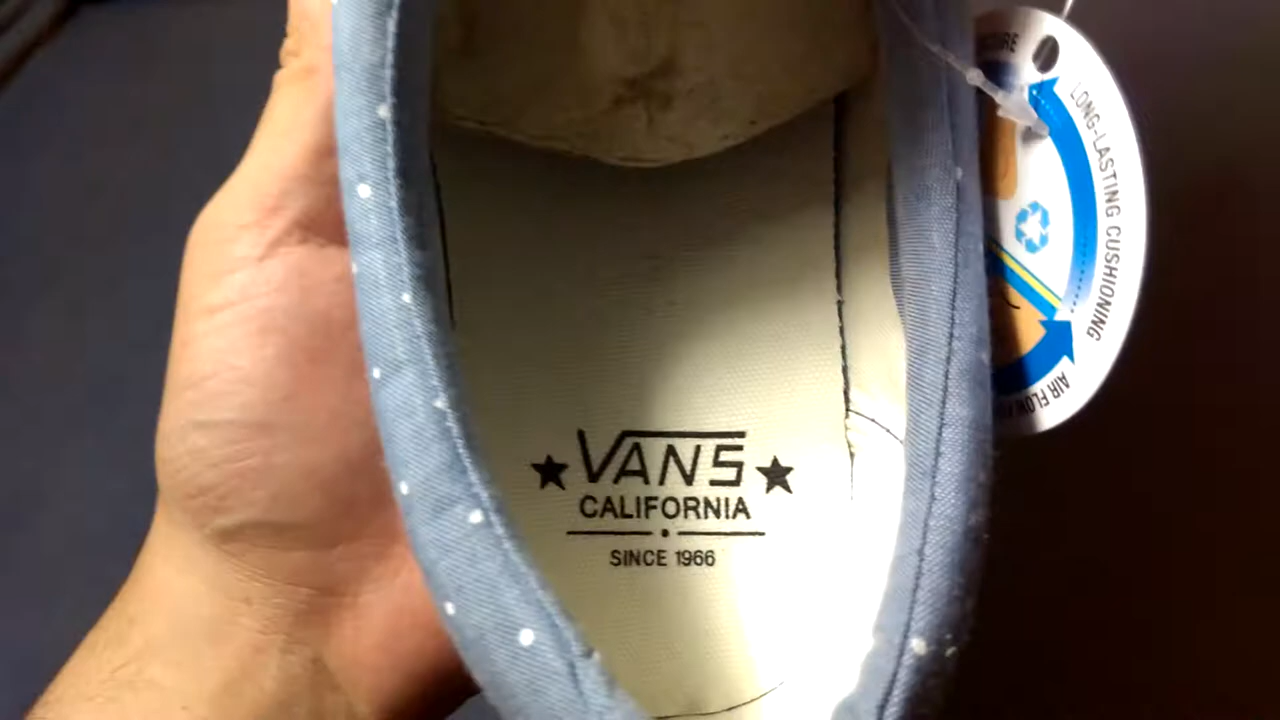 VANS
CALIFORNIA
SINCE 1966
LONG-LASTING CUSHIONING
AIR FLOW